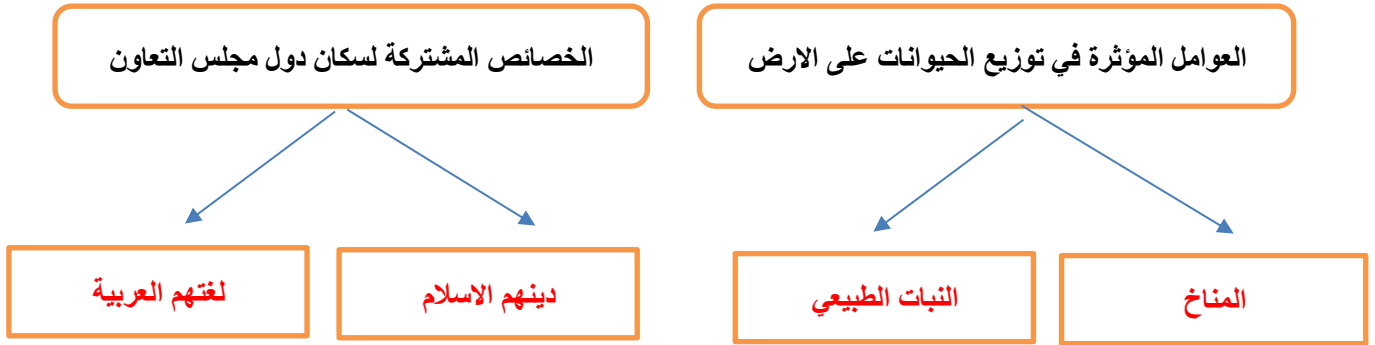 العوامل المؤثرة في توزيع الحيوانات على الارض
الخصائص المشتركة لسكان دول مجلس التعاون
المناخ
النبات الطبيعي
دينهم الاسلام
لغتهم العربية